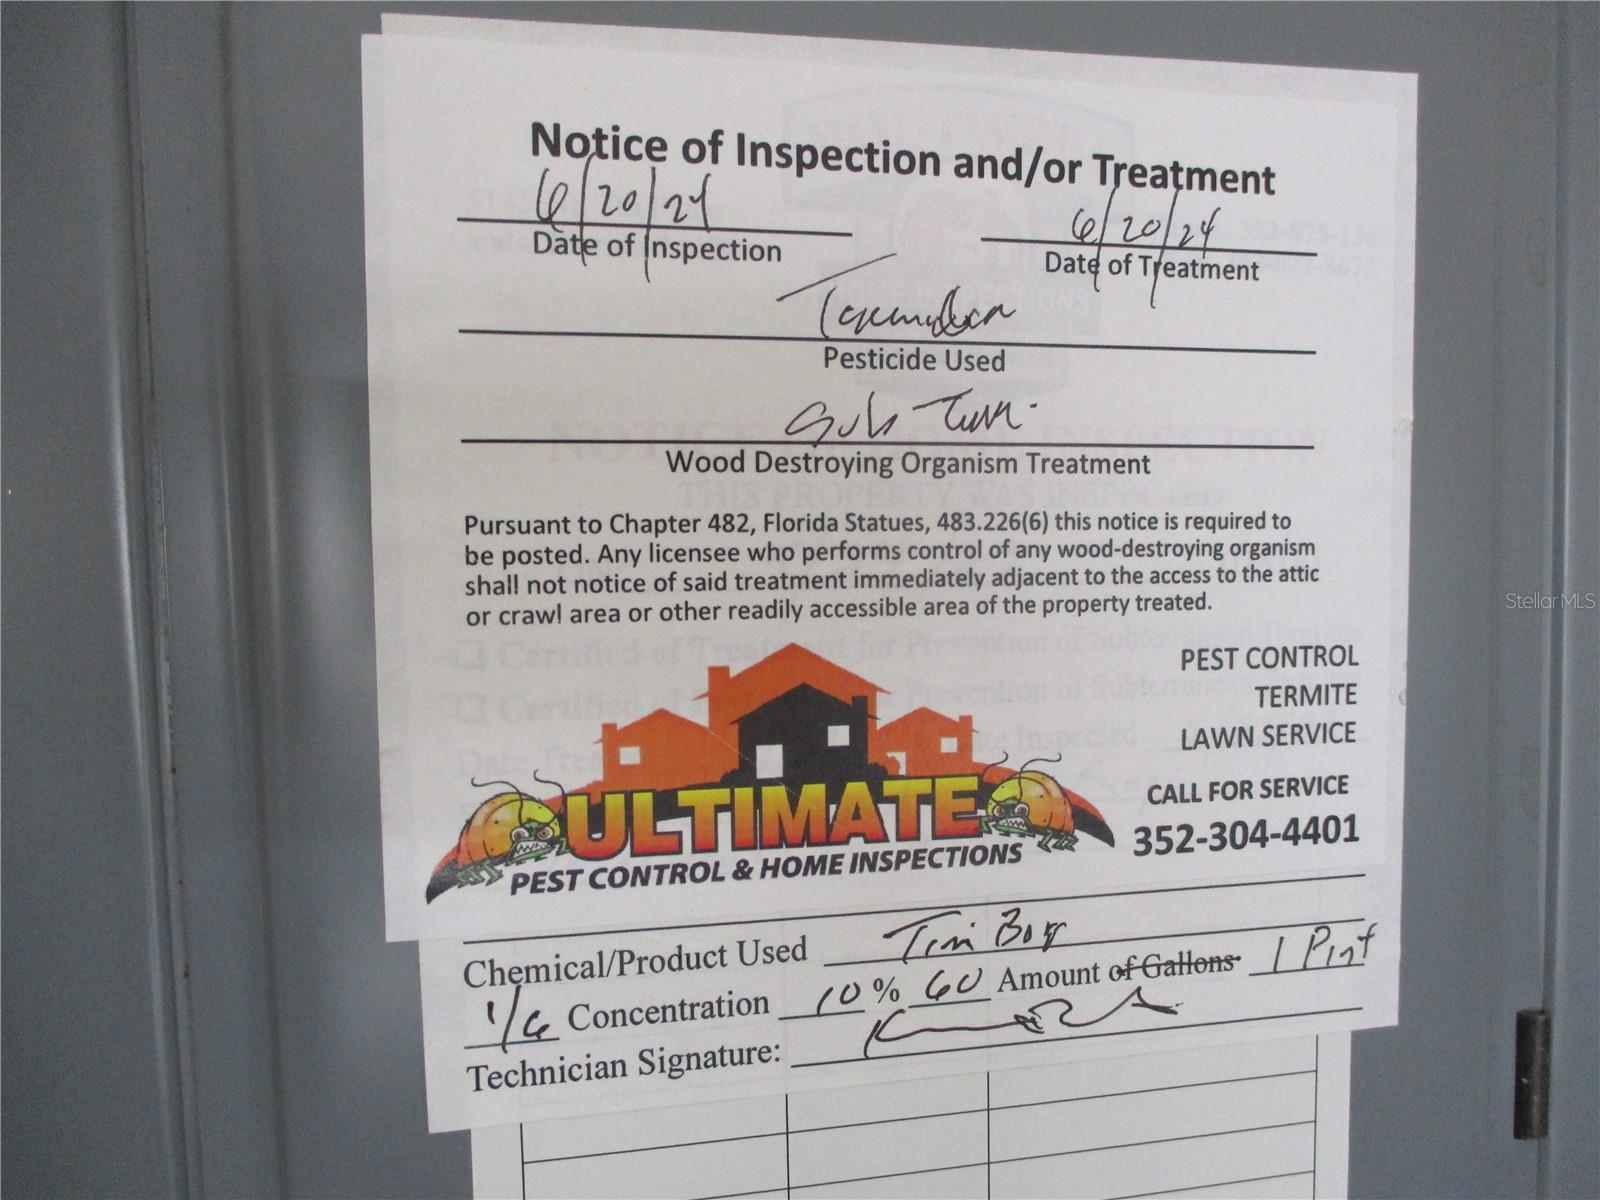 Notice of Inspection and/or Treatment
6/20/24 6/20/24
Date of Inspection Date of Treatment
Pesticide Used
Sub Term.
Wood Destroying Organism Treatment
Pursuant to Chapter 482, Florida Statues, 483.226(6) this notice is required to
be posted. Any licensee who performs control of any wood-destroying organism
shall not notice of said treatment immediately adjacent to the access to the attic
or crawl area or other readily accessible area of the property treated.
PEST CONTROL
TERMITE
LAWN SERVICE
CALL FOR SERVICE
352-304-4401
ULTIMATE
PEST CONTROL & HOME INSPECTIONS
Chemical/Product Used Tim Bor
Concentration 10 % 60 Amount of Gallons 1 Pint
Technician Signature:
StellarMLS